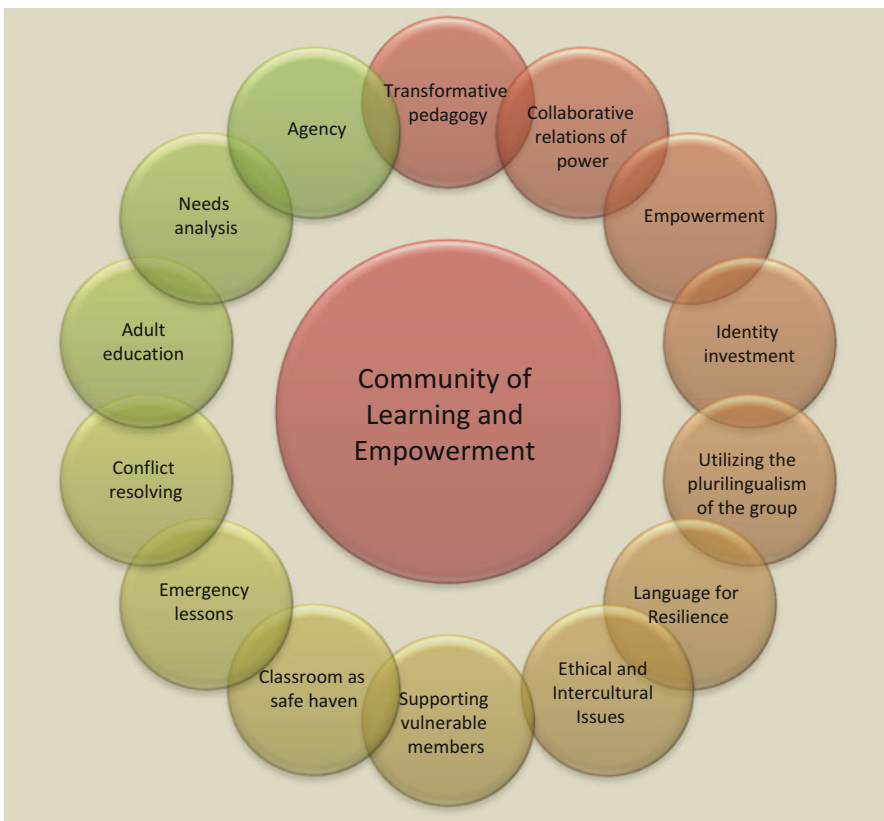 Transformative
pedagogy
Collaborative
relations of
power
Empowerment
Identity
investment
Utilizing the
plurilingualism
of the group
Language for
Resilience
Ethical and
Intercultural
Issues
Supporting
vulnerable
members
Classroom as
safe haven
Emergency
lessons
Conflict
resolving
Adult
education
Needs
analysis
Agency
Community of
Learning and
Empowerment